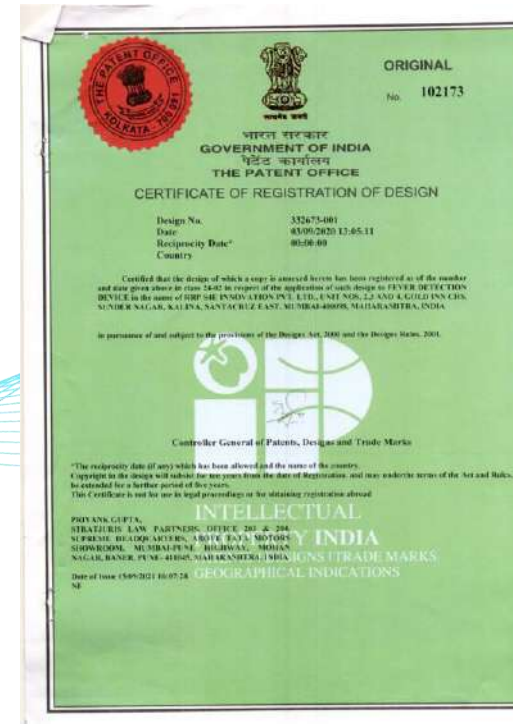 THE PATENT OFFICE
KOLKATA - 700 091
सत्यमेव जयते
ORIGINAL
No. 102173
भारत सरकार
GOVERNMENT OF INDIA
पेटेंट कार्यालय
THE PATENT OFFICE
CERTIFICATE OF REGISTRATION OF DESIGN
Design No. 332673-001
Date 03/09/2020 13:05:11
Reciprocity Date* 00:00:00
Country
Certified that the design of which a copy is annexed hereto has been registered as of the number
and date given above in class 24-02 in respect of the application of such design to FEVER DETECTION
DEVICE in the name of HRP S4E INNOVATION PVT. LTD., UNIT NOS. 2,3 AND 4, GOLD INN CHS,
SUNDER NAGAR, KALINA, SANTACRUZ EAST, MUMBAI-400098, MAHARASHTRA, INDIA
in pursuance of and subject to the provisions of the Designs Act, 2000 and the Designs Rules, 2001.
Controller General of Patents, Designs and Trade Marks
*The reciprocity date (if any) which has been allowed and the name of the country.
Copyright in the design will subsist for ten years from the date of Registration, and may under the terms of the Act and Rules,
be extended for a further period of five years.
This Certificate is not for use in legal proceedings or for obtaining registration abroad
INTELLECTUAL
PROPERTY INDIA
DESIGNS | TRADE MARKS
GEOGRAPHICAL INDICATIONS
PRIYANK GUPTA,
STRATJURIS LAW PARTNERS, OFFICE 203 & 204,
SUPREME HEADQUARTERS, ABOVE TATA MOTORS
SHOWROOM, MUMBAI-PUNE HIGHWAY, MOHAN
NAGAR, BANER, PUNE- 411045, MAHARASHTRA, INDIA
Date of Issue 15/09/2021 16:07:28